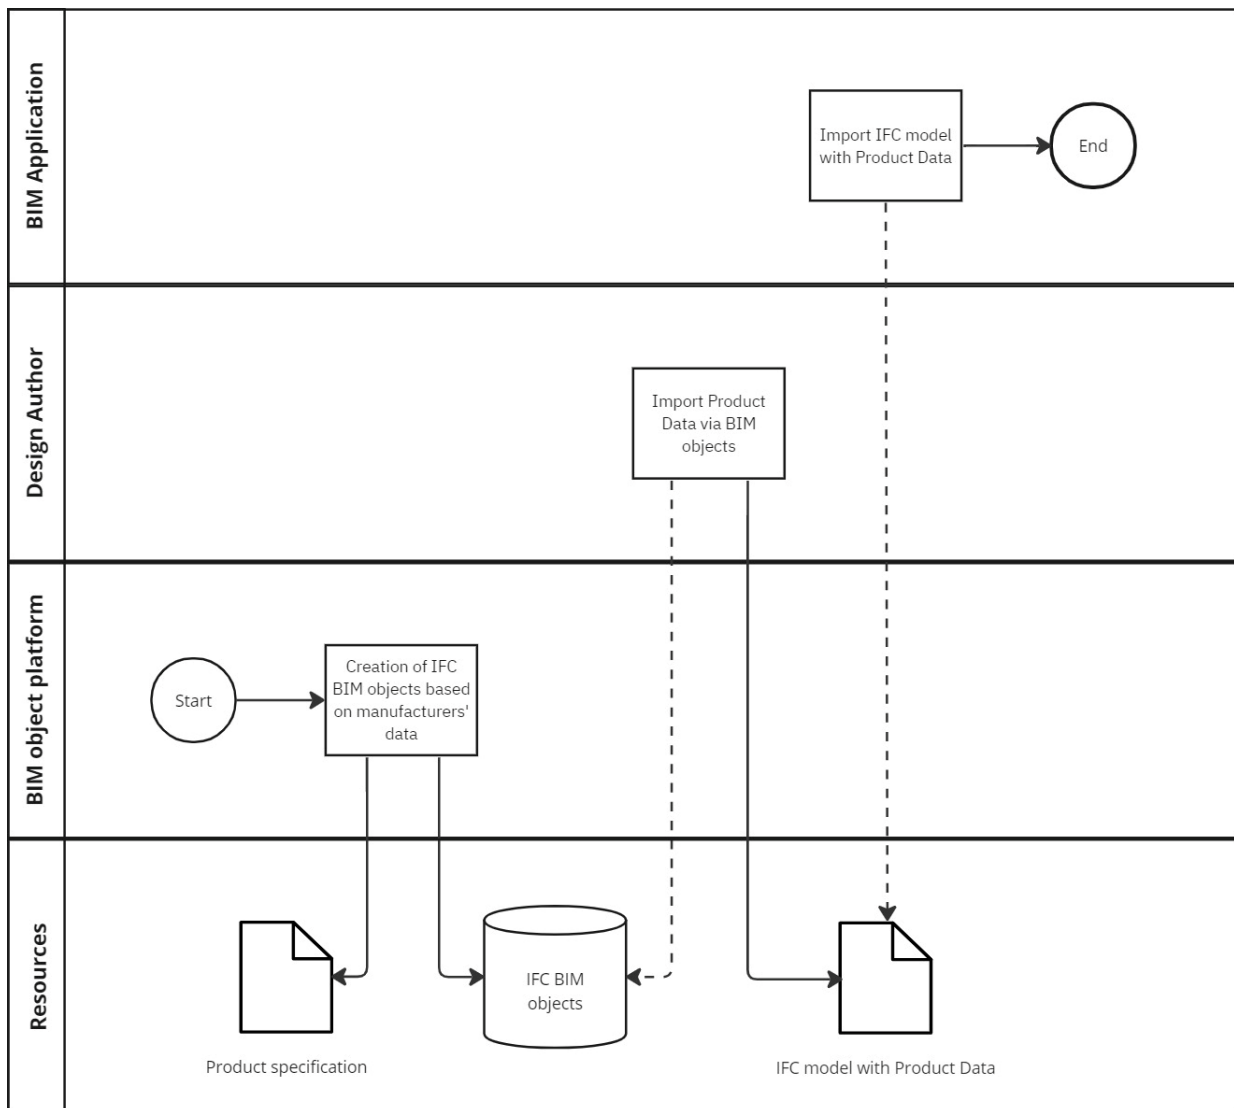 BIM Application
Import IFC model
with Product Data
End
Design Author
Import Product
Data via BIM
objects
BIM object platform
Start
Creation of IFC
BIM objects based
on manufacturers'
data
Resources
IFC BIM
objects
Product specification
IFC model with Product Data